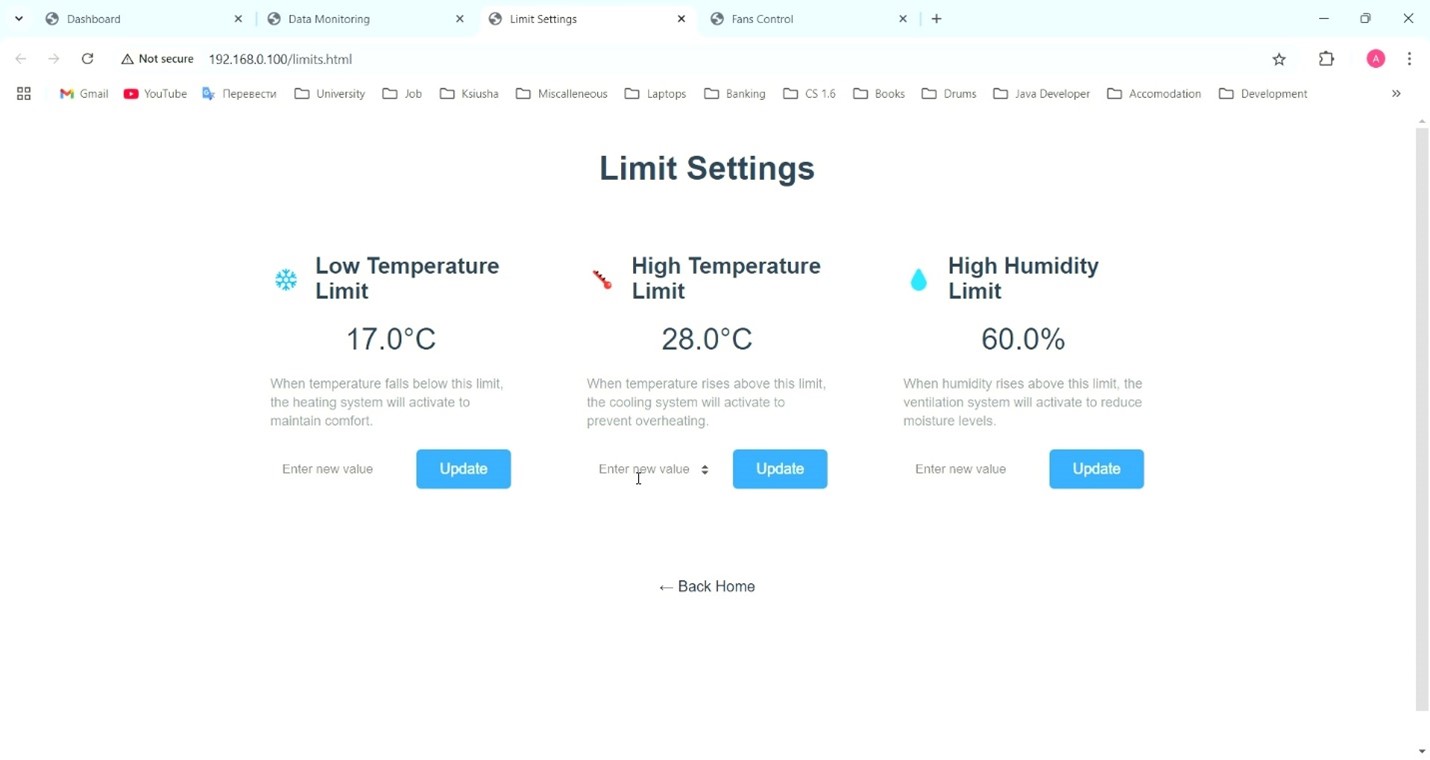 Dashboard
Data Monitoring
Limit Settings
Fans Control
Not secure
192.168.0.100/limits.html
A
Gmail
YouTube
Перевести
University
Job
Ksiusha
Miscalleneous
Laptops
Banking
CS 1.6
Books
Drums
Java Developer
Accomodation
Development
»
Limit Settings
Low Temperature
Limit
17.0°C
When temperature falls below this limit,
the heating system will activate to
maintain comfort.
Enter new value
Update
High Temperature
Limit
28.0°C
When temperature rises above this limit,
the cooling system will activate to
prevent overheating.
Enter new value
Update
High Humidity
Limit
60.0%
When humidity rises above this limit, the
ventilation system will activate to reduce
moisture levels.
Enter new value
Update
← Back Home